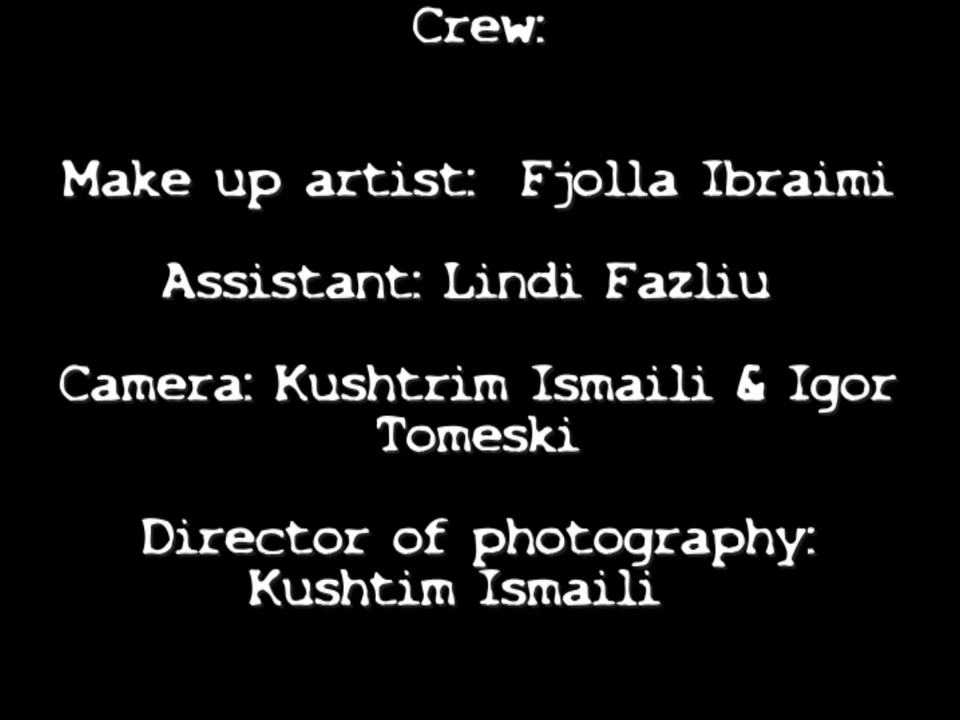 Crew:
Make up artist: Fjolla Ibraimi
Assistant: Lindi Fazliu
Camera: Kushtrim Ismaili & Igor
Tomeski
Director of photography:
Kushtim Ismaili